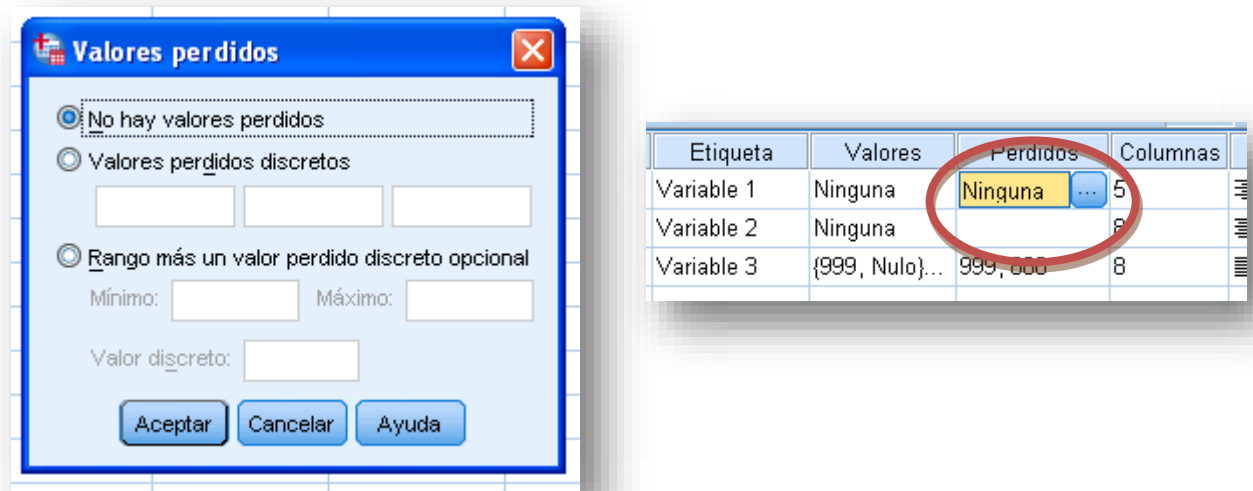 Valores perdidos
No hay valores perdidos
Valores perdidos discretos
Rango más un valor perdido discreto opcional
Mínimo: Máximo:
Valor discreto:
Aceptar Cancelar Ayuda
Etiqueta Valores Perdidos Columnas
Variable 1 Ninguna Ninguna ... 5
Variable 2 Ninguna 8
Variable 3 {999, Nulo}... 999, 888 8